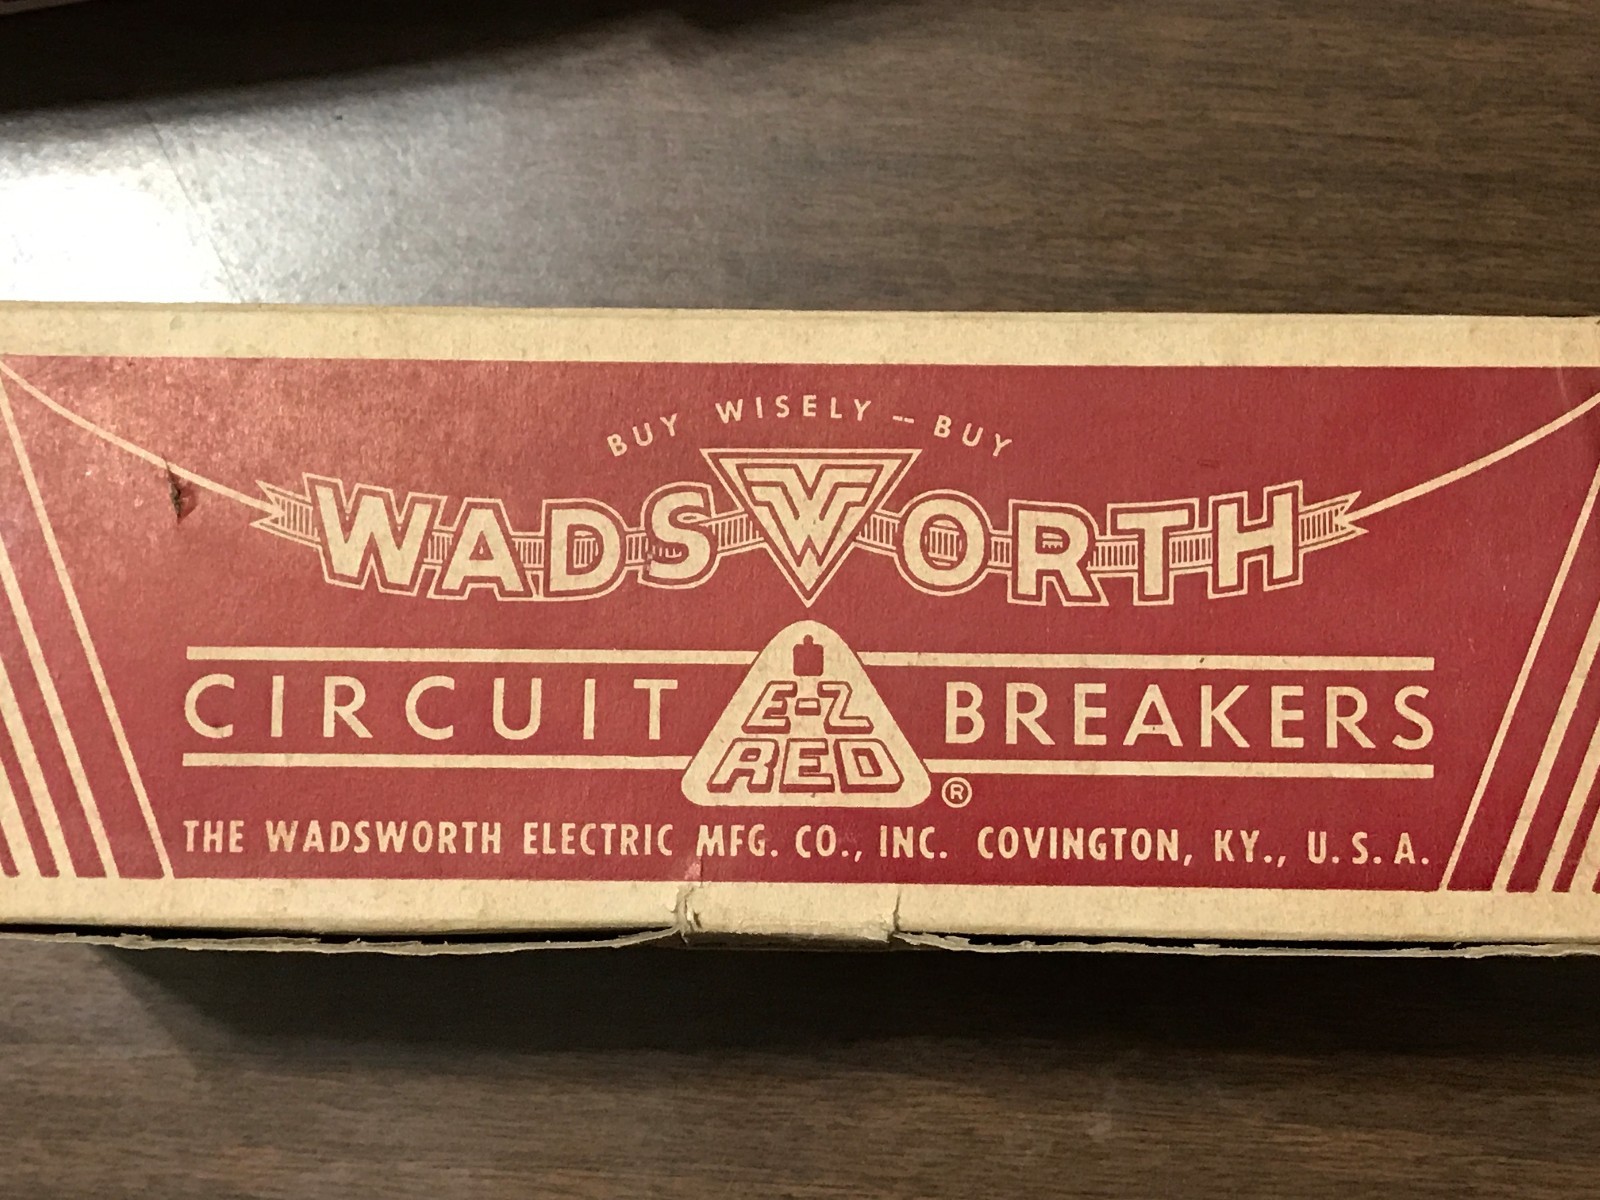 BUY WISELY -- BUY
WADSWORTH
CIRCUIT E-Z RED ® BREAKERS
THE WADSWORTH ELECTRIC MFG. CO., INC. COVINGTON, KY., U.S.A.